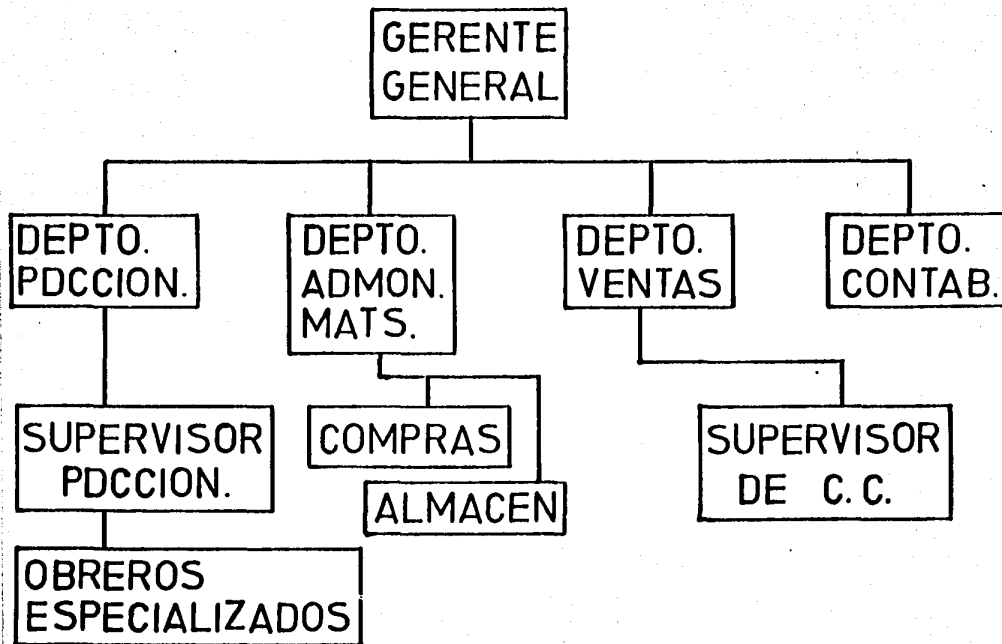 GERENTE
GENERAL
DEPTO.
PDCCION.
DEPTO.
ADMON.
MATS.
DEPTO.
VENTAS
DEPTO.
CONTAB.
SUPERVISOR
PDCCION.
COMPRAS
ALMACEN
SUPERVISOR
DE C.C.
OBREROS
ESPECIALIZADOS